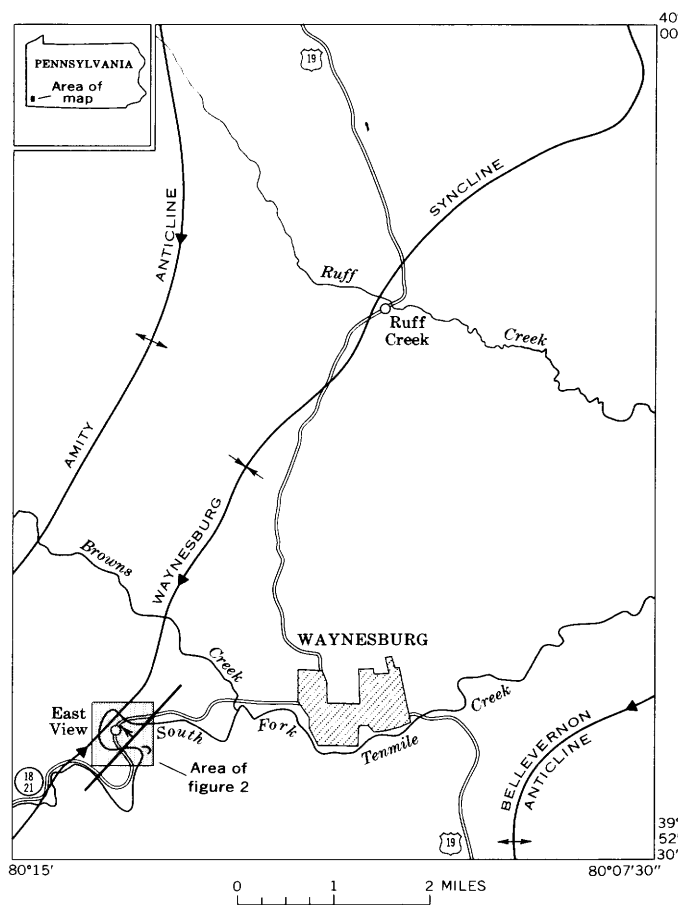 40
00
PENNSYLVANIA
Area of
map
19
ANTICLINE
SYNCLINE
Ruff
Ruff
Creek
Creek
AMITY
WAYNESBURG
Browns
WAYNESBURG
Creek
East
View
South
Fork
Tenmile
Creek
Area of
figure 2
18
21
BELLEVERNON
ANTICLINE
19
39°
52'
30"
80°15'
80°07'30"
0 1 2 MILES